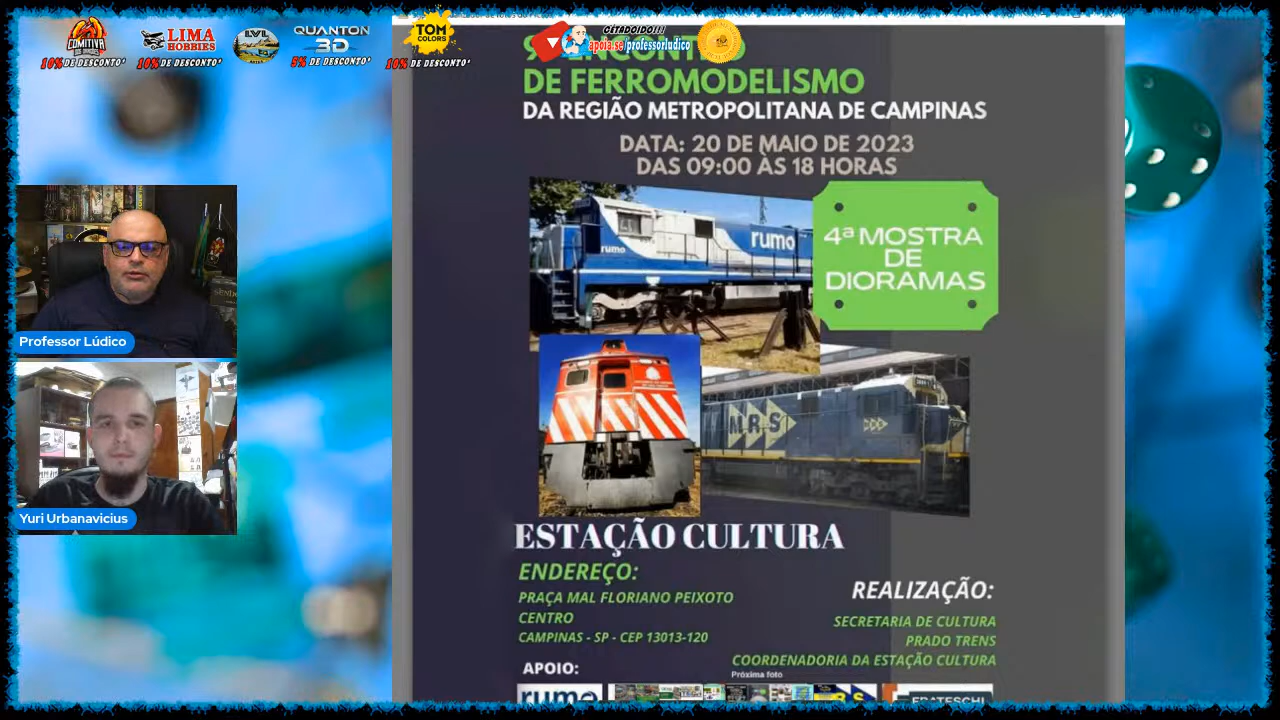 COMITIVA
10% DE DESCONTO*
LIMA
HOBBIES
10% DE DESCONTO*
LVL
QUANTON
3D
5% DE DESCONTO*
TOM
COLORS
10% DE DESCONTO*
apoia.se/professorludico
DE FERROMODELISMO
DA REGIÃO METROPOLITANA DE CAMPINAS
DATA: 20 DE MAIO DE 2023
DAS 09:00 ÀS 18 HORAS
rumo
rumo
4ª MOSTRA
DE
DIORAMAS
MRS
Professor Lúdico
Yuri Urbanavicius
ESTAÇÃO CULTURA
ENDEREÇO:
PRAÇA MAL FLORIANO PEIXOTO
CENTRO
CAMPINAS - SP - CEP 13013-120
REALIZAÇÃO:
SECRETARIA DE CULTURA
PRADO TRENS
COORDENADORIA DA ESTAÇÃO CULTURA
APOIO:
Próxima foto
rumo
FRATESCHI